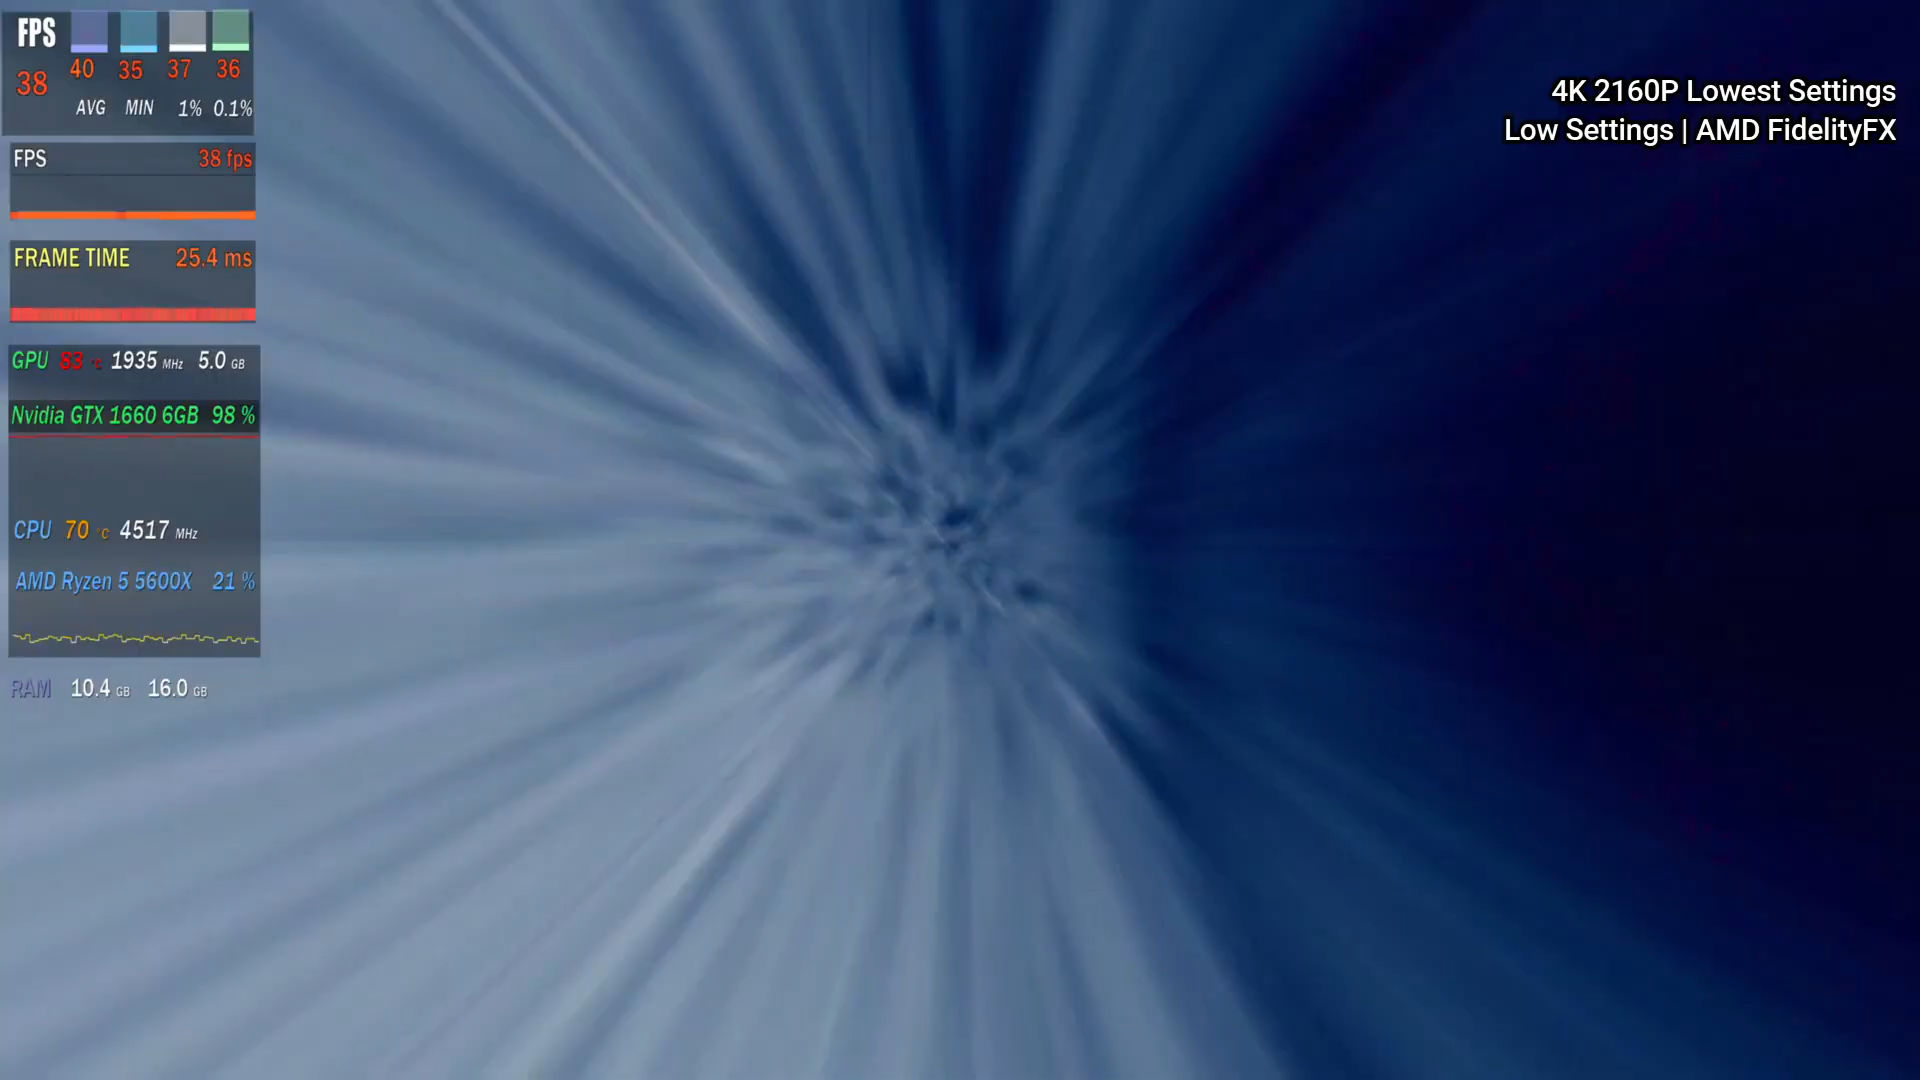 FPS
38 40 35 37 36
AVG MIN 1% 0.1%
FPS 38 fps
FRAME TIME 25.4 ms
GPU 83 °C 1935 MHz 5.0 GB
Nvidia GTX 1660 6GB 98 %
CPU 70 °C 4517 MHz
AMD Ryzen 5 5600X 21 %
RAM 10.4 GB 16.0 GB
4K 2160P Lowest Settings
Low Settings | AMD FidelityFX